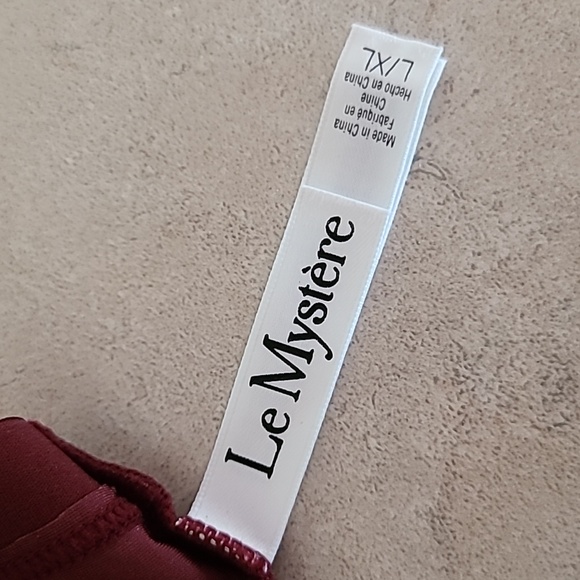 Le Mystère
Made in China
Fabriqué en
Chine
Hecho en China
L/XL